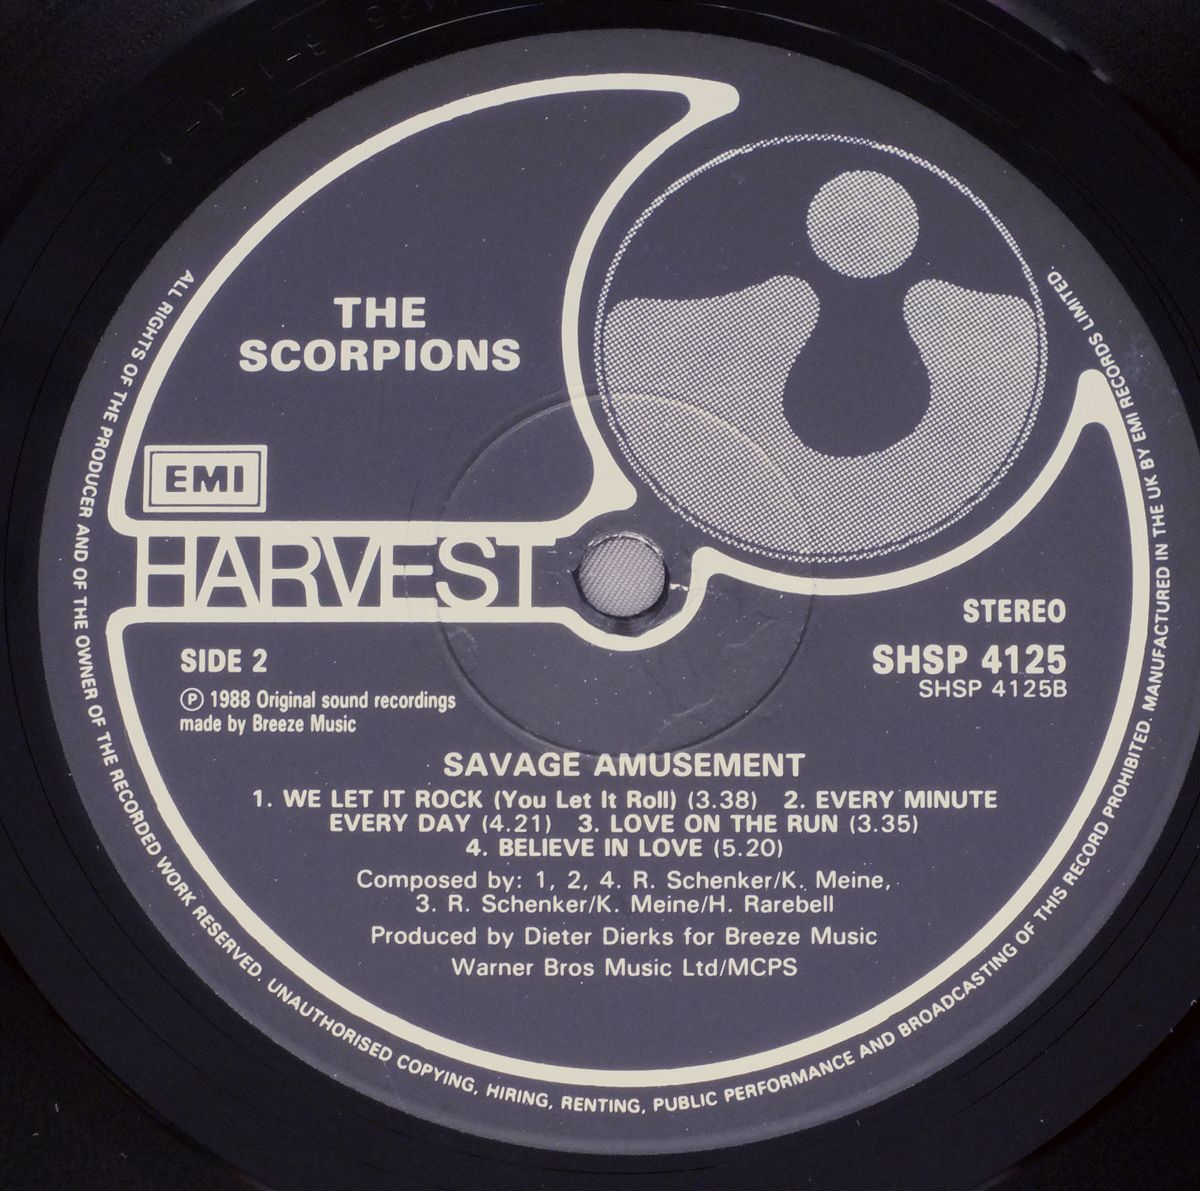 THE
SCORPIONS
EMI
HARVEST
STEREO
SIDE 2
SHSP 4125
SHSP 4125B
Ⓟ 1988 Original sound recordings
made by Breeze Music
SAVAGE AMUSEMENT
1. WE LET IT ROCK (You Let It Roll) (3.38) 2. EVERY MINUTE
EVERY DAY (4.21) 3. LOVE ON THE RUN (3.35)
4. BELIEVE IN LOVE (5.20)
Composed by: 1, 2, 4. R. Schenker/K. Meine,
3. R. Schenker/K. Meine/H. Rarebell
Produced by Dieter Dierks for Breeze Music
Warner Bros Music Ltd/MCPS
ALL RIGHTS OF THE PRODUCER AND OF THE OWNER OF THE RECORDED WORK RESERVED. UNAUTHORISED COPYING, HIRING, RENTING, PUBLIC PERFORMANCE AND BROADCASTING OF THIS RECORD PROHIBITED. MANUFACTURED IN THE UK BY EMI RECORDS LIMITED.